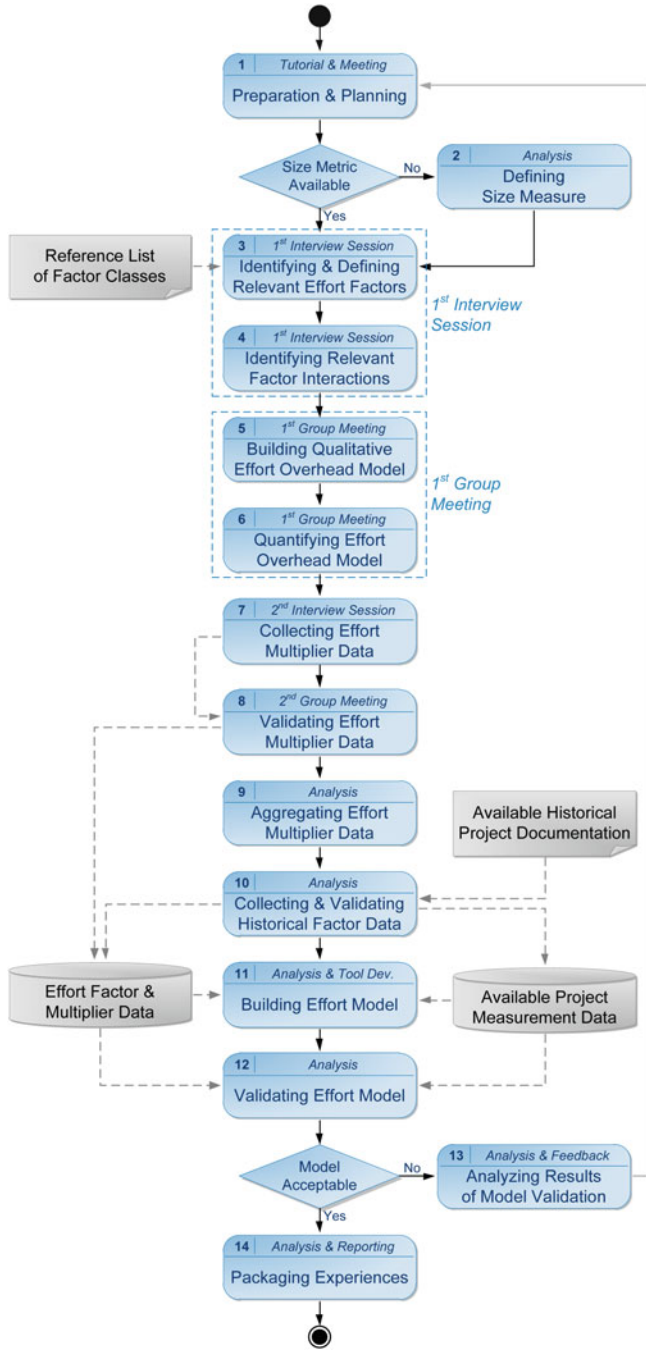 1 Tutorial & Meeting
Preparation & Planning
Size Metric
Available
No
Yes
2 Analysis
Defining
Size Measure
Reference List
of Factor Classes
3 1st Interview Session
Identifying & Defining
Relevant Effort Factors
1st Interview
Session
4 1st Interview Session
Identifying Relevant
Factor Interactions
5 1st Group Meeting
Building Qualitative
Effort Overhead Model
1st Group
Meeting
6 1st Group Meeting
Quantifying Effort
Overhead Model
7 2nd Interview Session
Collecting Effort
Multiplier Data
8 2nd Group Meeting
Validating Effort
Multiplier Data
9 Analysis
Aggregating Effort
Multiplier Data
Available Historical
Project Documentation
10 Analysis
Collecting & Validating
Historical Factor Data
Effort Factor &
Multiplier Data
11 Analysis & Tool Dev.
Building Effort Model
Available Project
Measurement Data
12 Analysis
Validating Effort Model
Model
Acceptable
No
Yes
13 Analysis & Feedback
Analyzing Results
of Model Validation
14 Analysis & Reporting
Packaging Experiences